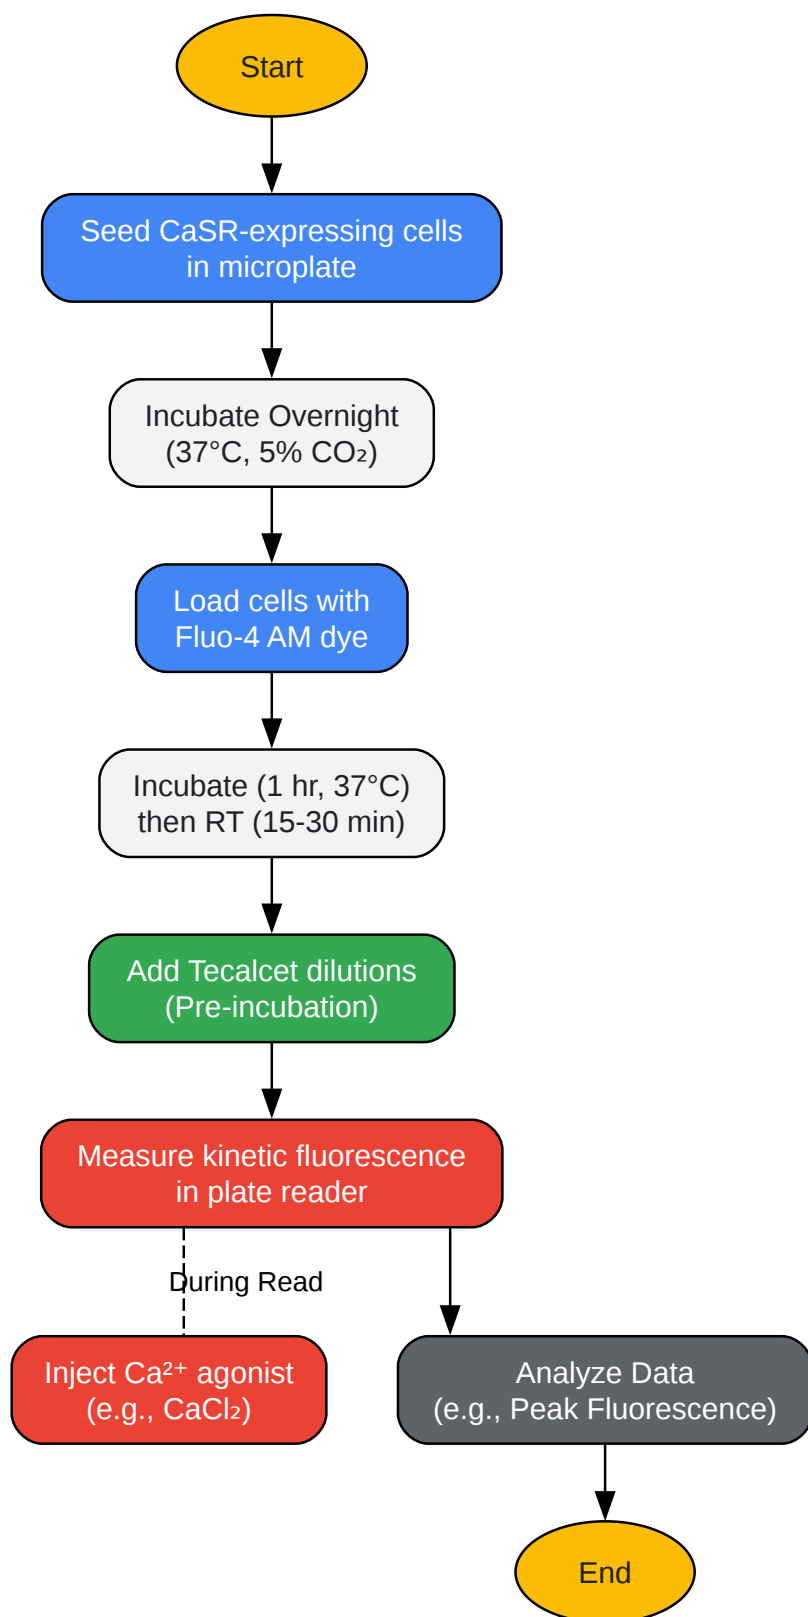 Start
Seed CaSR-expressing cells
in microplate
Incubate Overnight
(37°C, 5% CO₂)
Load cells with
Fluo-4 AM dye
Incubate (1 hr, 37°C)
then RT (15-30 min)
Add Tecalcet dilutions
(Pre-incubation)
Measure kinetic fluorescence
in plate reader
During Read
Inject Ca²⁺ agonist
(e.g., CaCl₂)
Analyze Data
(e.g., Peak Fluorescence)
End